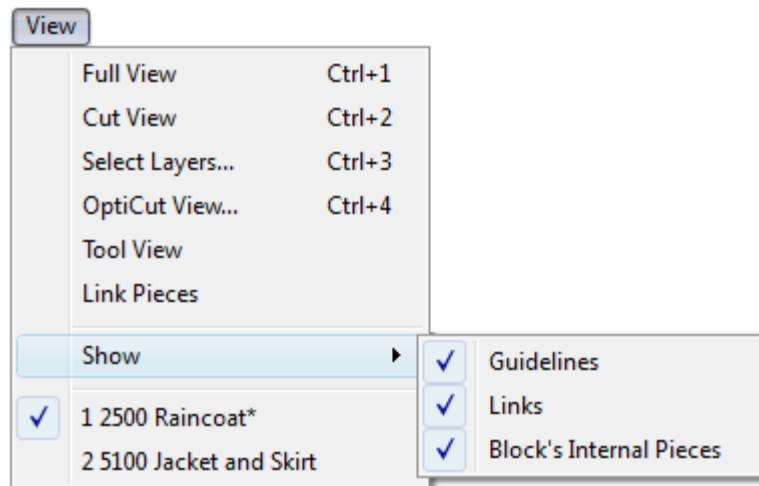 View
Full View Ctrl+1
Cut View Ctrl+2
Select Layers... Ctrl+3
OptiCut View... Ctrl+4
Tool View
Link Pieces
Show
Guidelines
Links
Block's Internal Pieces
1 2500 Raincoat*
2 5100 Jacket and Skirt